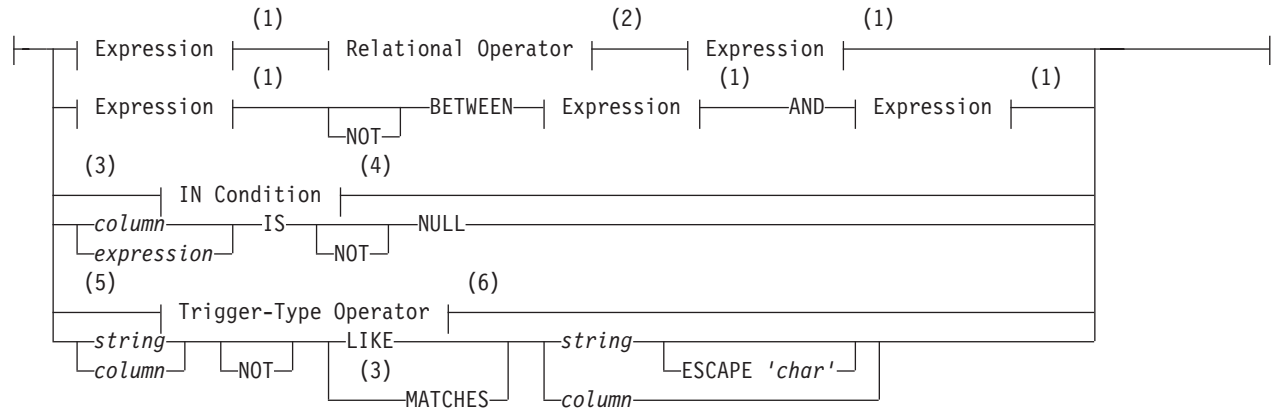 (1) (2) (1)
Expression Relational Operator Expression
(1) (1) (1)
Expression BETWEEN Expression AND Expression
NOT
(3) (4)
IN Condition
column IS NULL
expression NOT
(5) (6)
Trigger-Type Operator
string LIKE string
column NOT (3) ESCAPE 'char'
MATCHES column